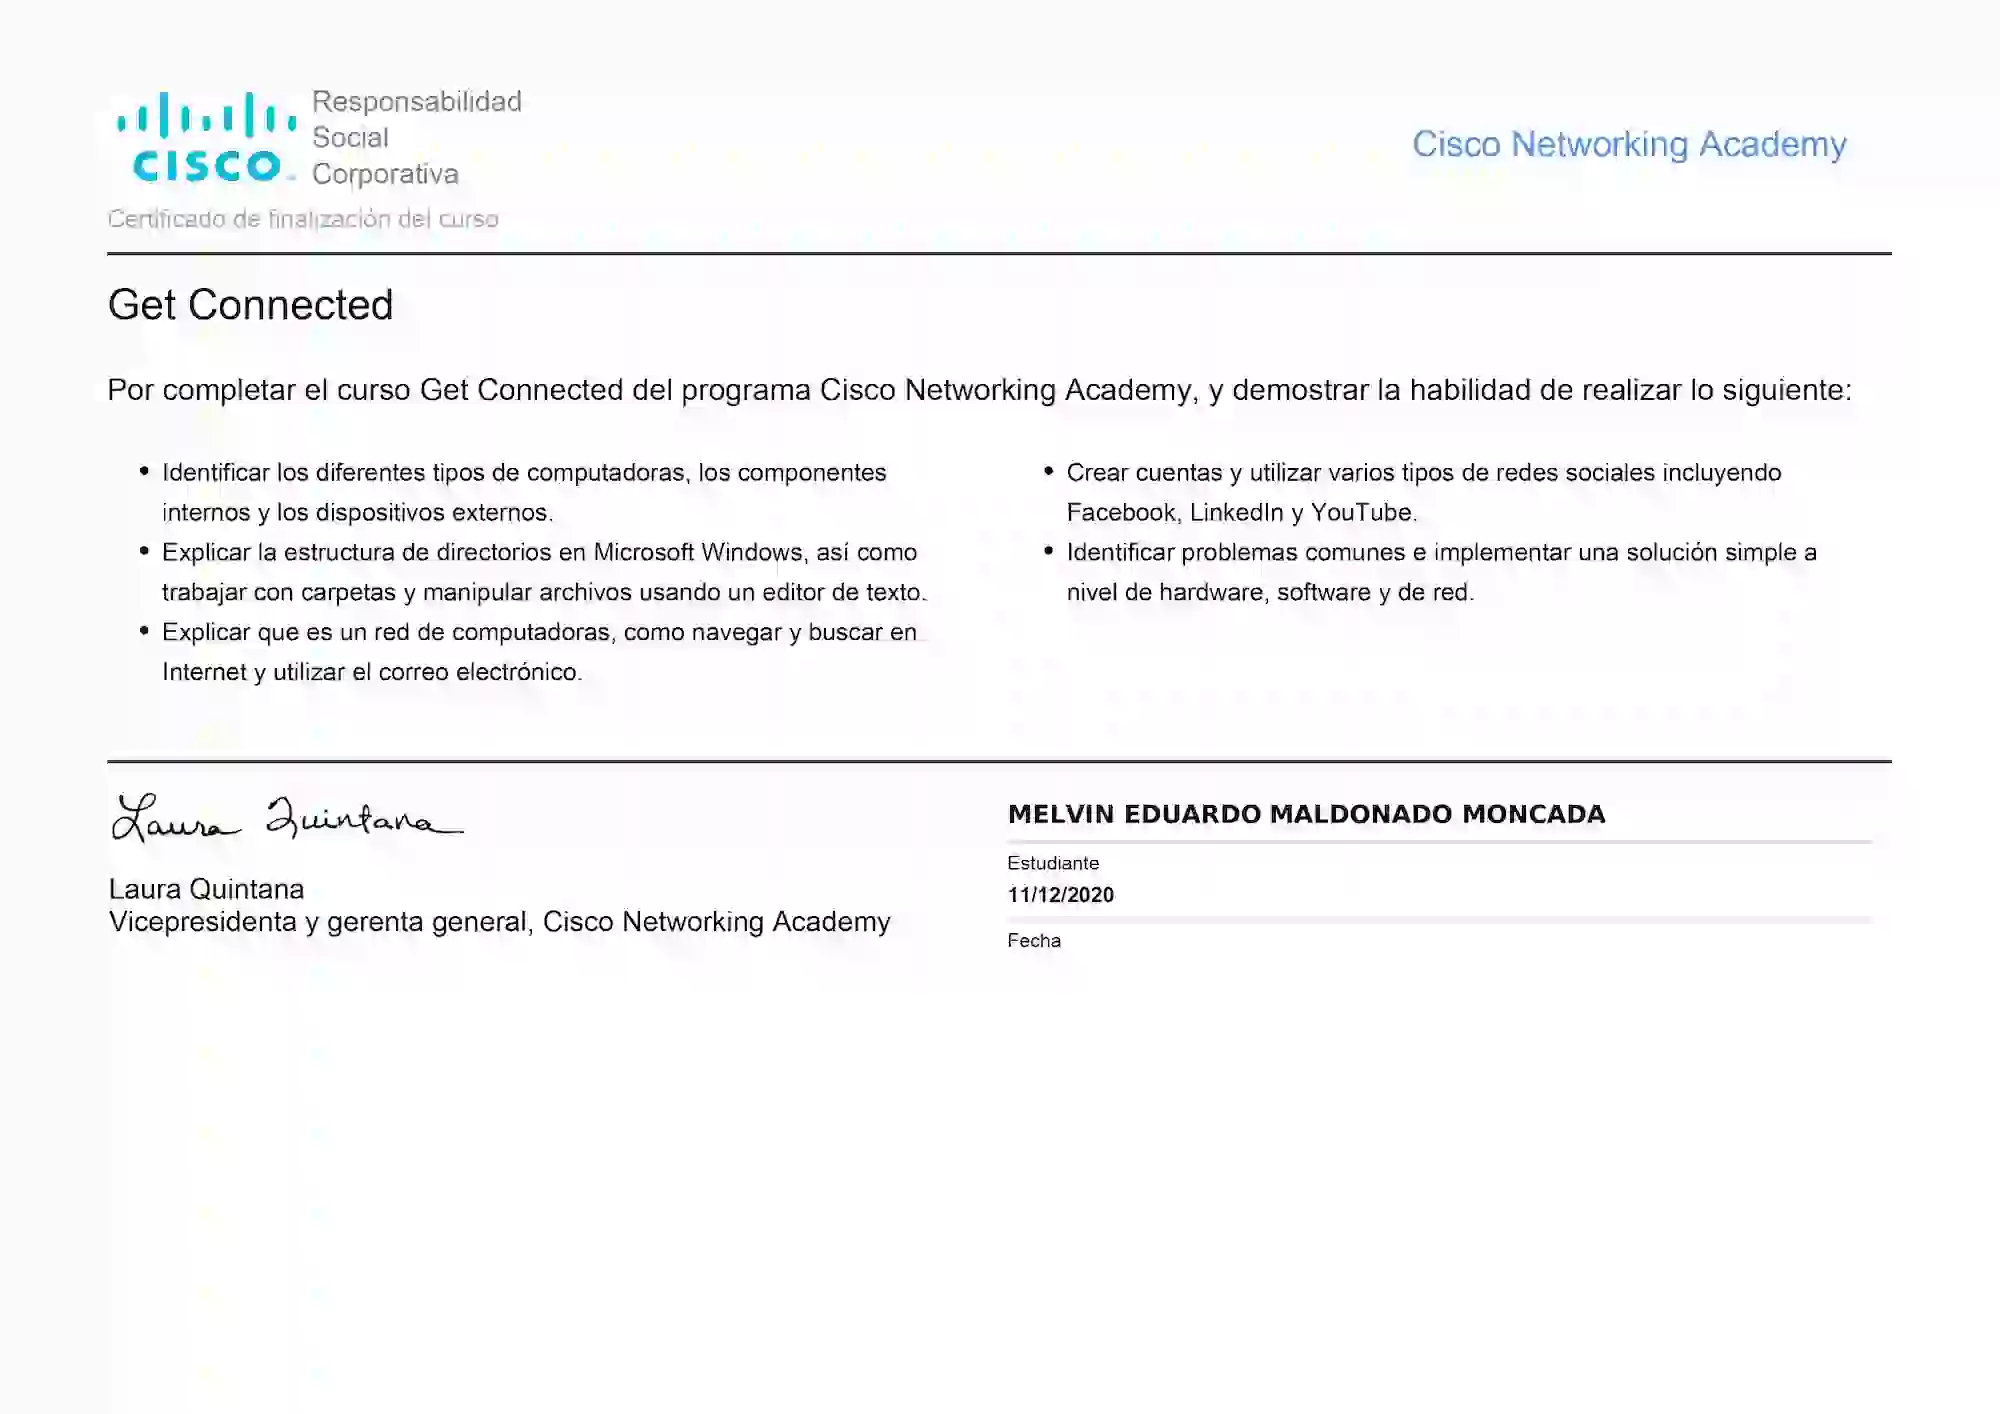 CISCO
Responsabilidad
Social
Corporativa
Cisco Networking Academy
Certificado de finalización del curso
Get Connected
Por completar el curso Get Connected del programa Cisco Networking Academy, y demostrar la habilidad de realizar lo siguiente:
• Identificar los diferentes tipos de computadoras, los componentes
internos y los dispositivos externos.
• Explicar la estructura de directorios en Microsoft Windows, así como
trabajar con carpetas y manipular archivos usando un editor de texto.
• Explicar que es un red de computadoras, como navegar y buscar en
Internet y utilizar el correo electrónico.
• Crear cuentas y utilizar varios tipos de redes sociales incluyendo
Facebook, LinkedIn y YouTube.
• Identificar problemas comunes e implementar una solución simple a
nivel de hardware, software y de red.
Laura Quintana
Laura Quintana
Vicepresidenta y gerenta general, Cisco Networking Academy
MELVIN EDUARDO MALDONADO MONCADA
Estudiante
11/12/2020
Fecha